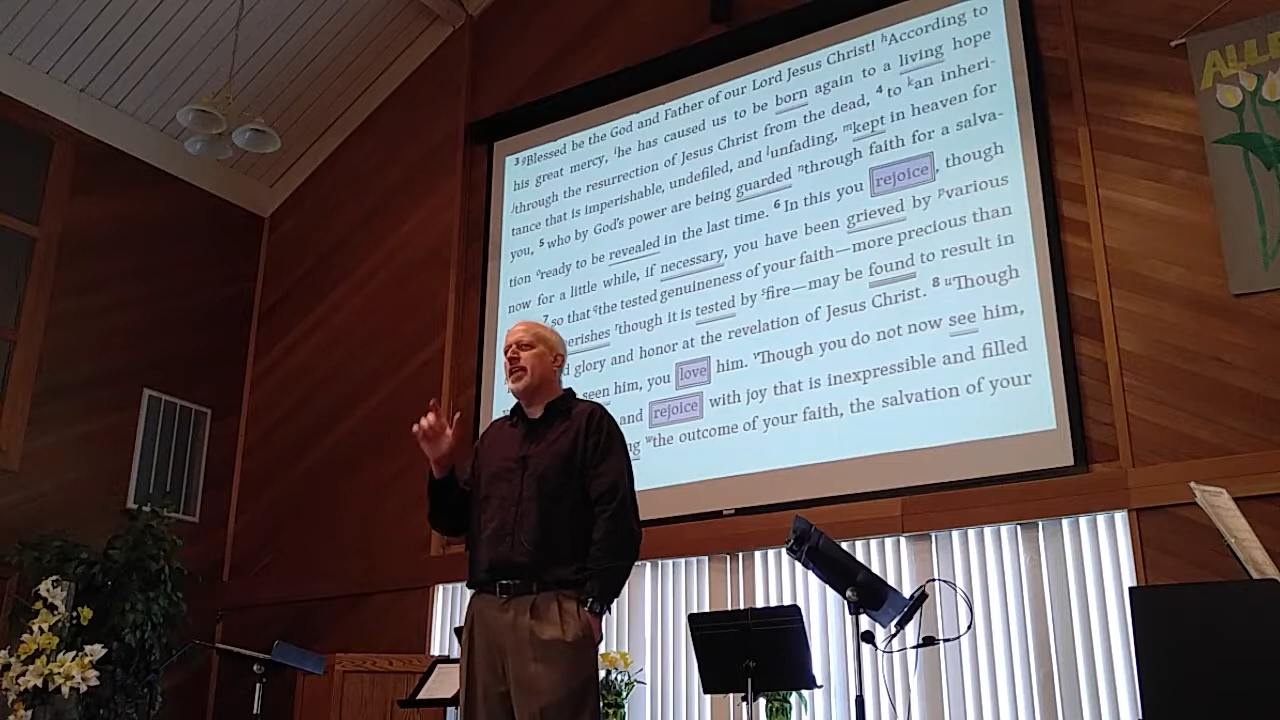 3 gBlessed be the God and Father of our Lord Jesus Christ! hAccording to
his great mercy, ihe has caused us to be born again to a living hope
jthrough the resurrection of Jesus Christ from the dead, 4 to kan inheri-
tance that is imperishable, undefiled, and lunfading, mkept in heaven for
you, 5 who by God's power are being guarded nthrough faith for a salva-
tion oready to be revealed in the last time. 6 In this you rejoice, though
now for a little while, if necessary, you have been grieved by pvarious
7 so that qthe tested genuineness of your faith—more precious than
erishes rthough it is tested by sfire—may be found to result in
glory and honor at the revelation of Jesus Christ. 8 uThough
seen him, you love him. vThough you do not now see him,
and rejoice with joy that is inexpressible and filled
ng wthe outcome of your faith, the salvation of your
ALLE